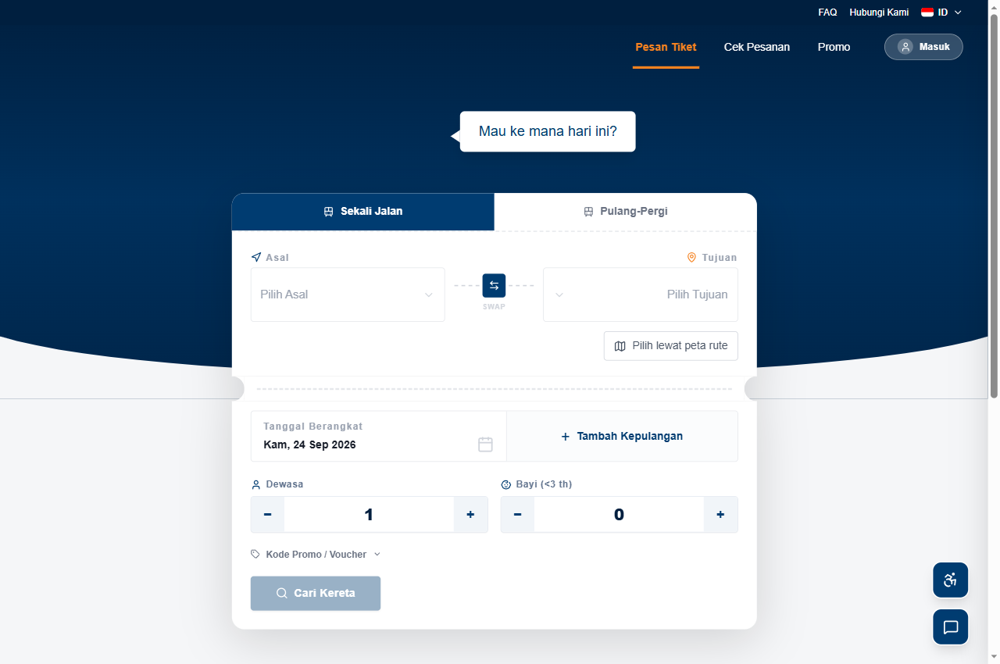 FAQ Hubungi Kami ID
Pesan Tiket Cek Pesanan Promo Masuk
Mau ke mana hari ini?
Sekali Jalan Pulang-Pergi
Asal Tujuan
Pilih Asal Pilih Tujuan
SWAP
Pilih lewat peta rute
Tanggal Berangkat
Kam, 24 Sep 2026
+ Tambah Kepulangan
Dewasa Bayi (<3 th)
− 1 + − 0 +
Kode Promo / Voucher
Cari Kereta